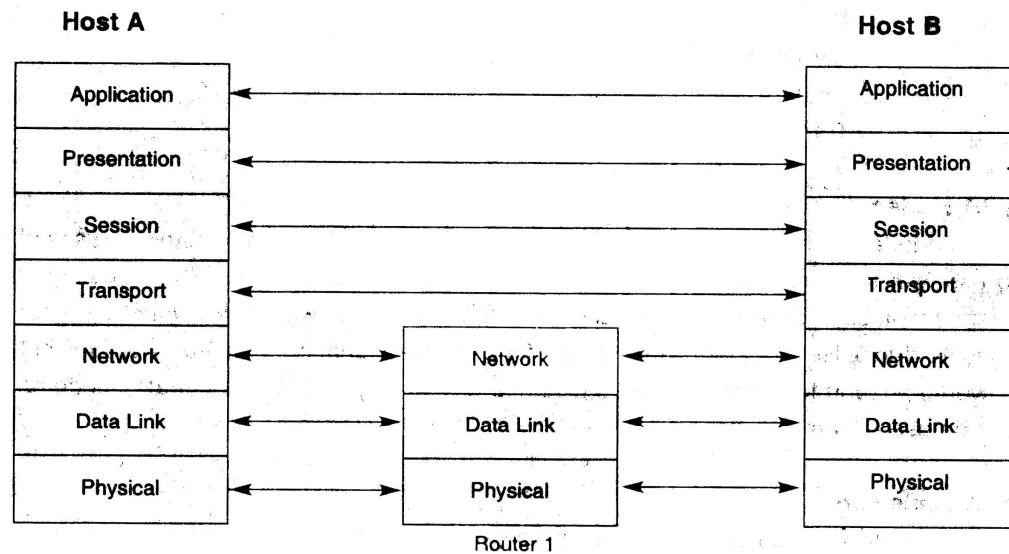 Host A
Host B
Application
Application
Presentation
Presentation
Session
Session
Transport
Transport
Network
Network
Network
Data Link
Data Link
Data Link
Physical
Physical
Physical
Router 1